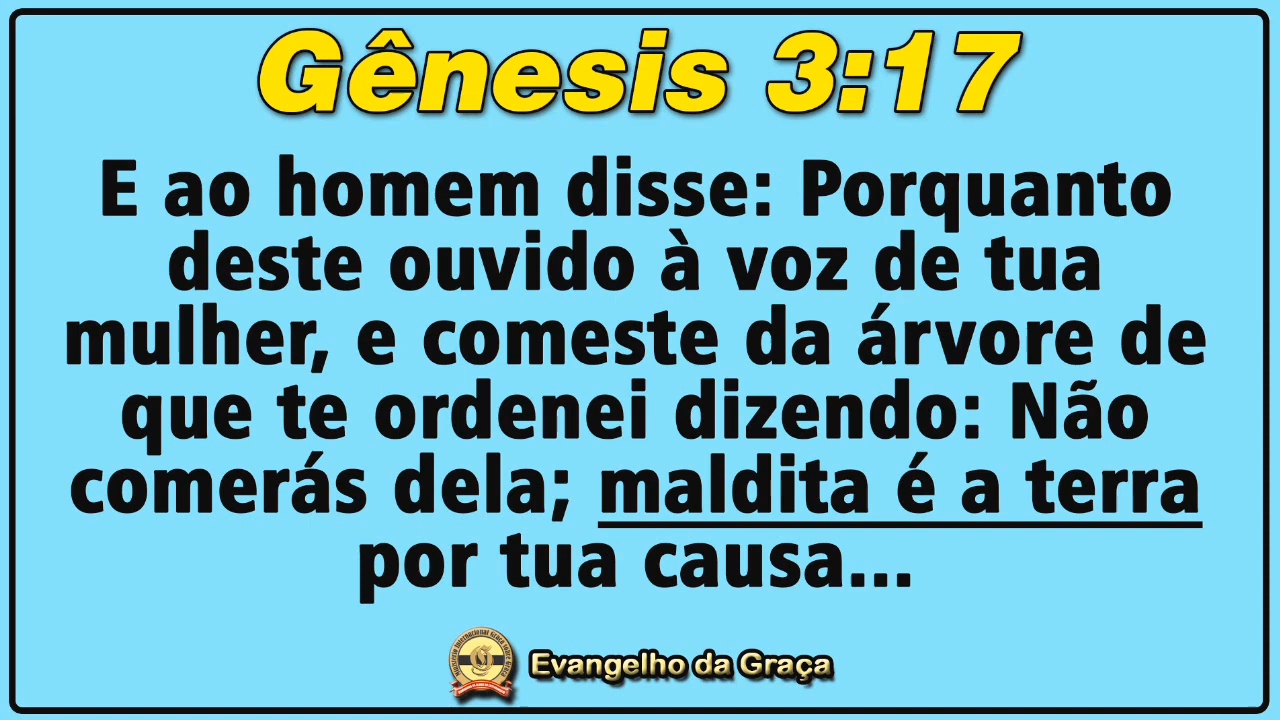 Gênesis 3:17
E ao homem disse: Porquanto
deste ouvido à voz de tua
mulher, e comeste da árvore de
que te ordenei dizendo: Não
comerás dela; maldita é a terra
por tua causa...
Evangelho da Graça